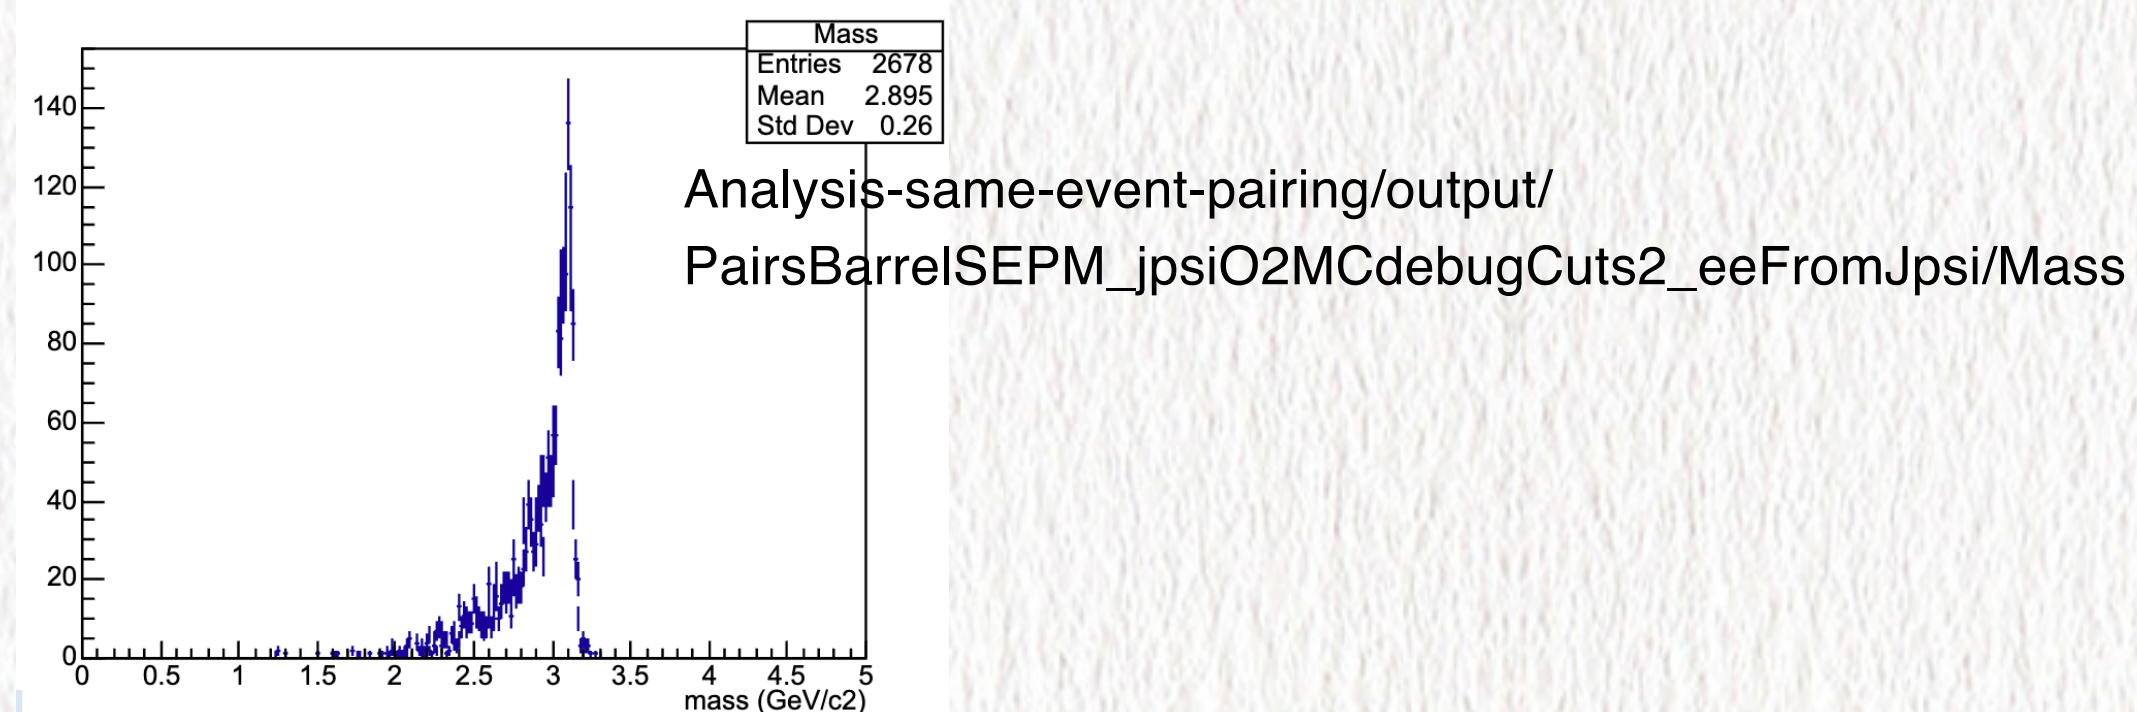 Mass
Entries 2678
Mean 2.895
Std Dev 0.26
140
120
100
80
60
40
20
0
0 0.5 1 1.5 2 2.5 3 3.5 4 4.5 5
mass (GeV/c2)
Analysis-same-event-pairing/output/
PairsBarrelSEPM_jpsiO2MCdebugCuts2_eeFromJpsi/Mass